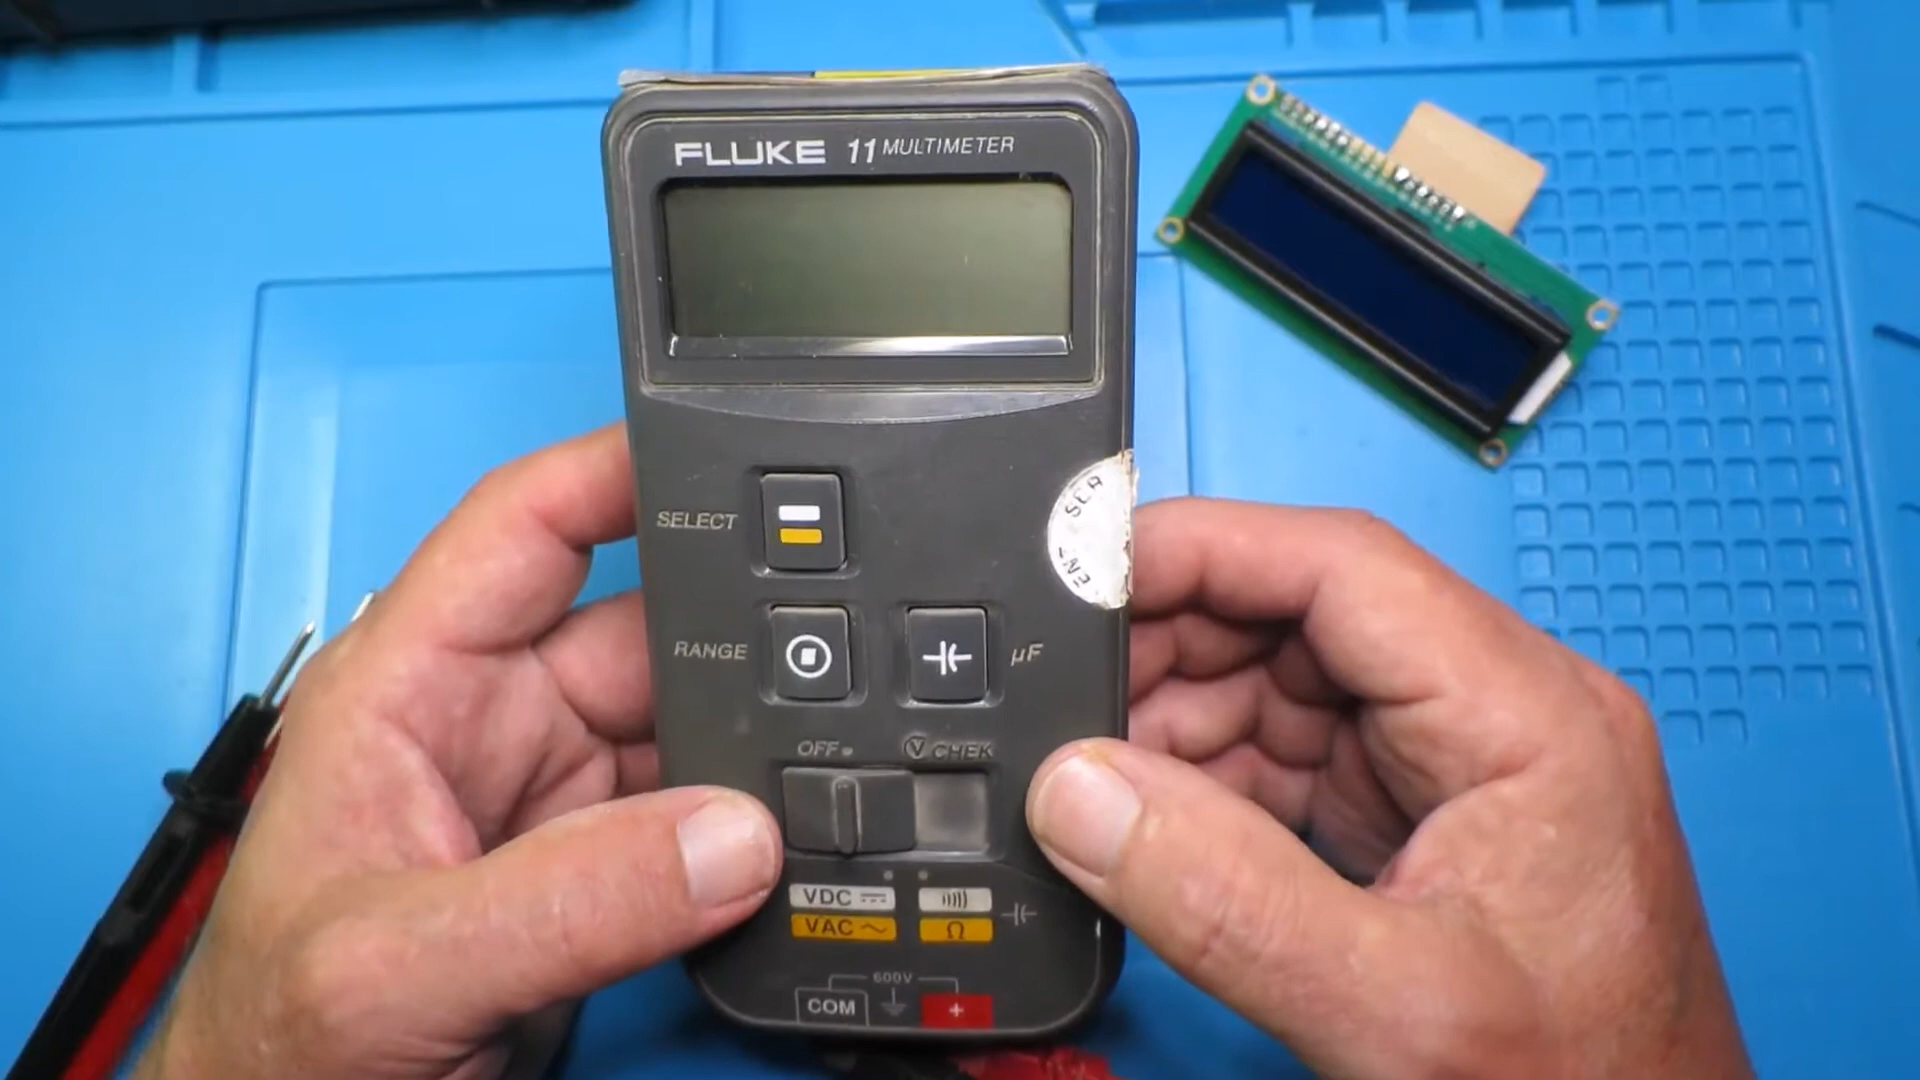 FLUKE 11 MULTIMETER
SELECT
RANGE
µF
OFF
V CHEK
VDC
VAC
Ω
600V
COM
+